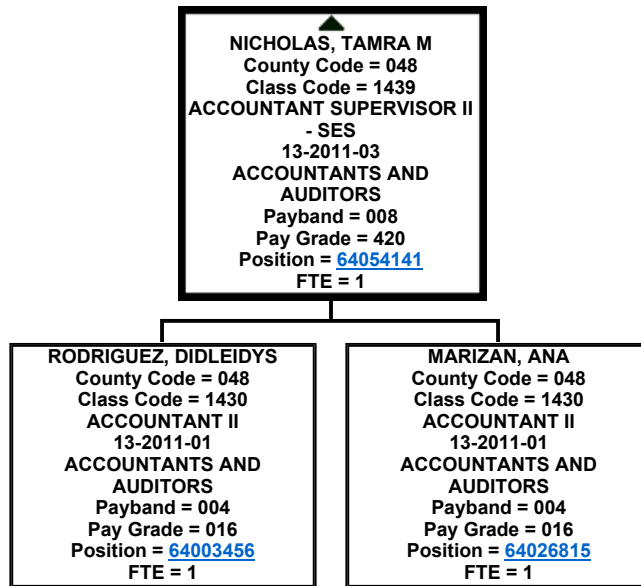 NICHOLAS, TAMRA M
County Code = 048
Class Code = 1439
ACCOUNTANT SUPERVISOR II
- SES
13-2011-03
ACCOUNTANTS AND
AUDITORS
Payband = 008
Pay Grade = 420
Position = 64054141
FTE = 1
RODRIGUEZ, DIDLEIDYS
County Code = 048
Class Code = 1430
ACCOUNTANT II
13-2011-01
ACCOUNTANTS AND
AUDITORS
Payband = 004
Pay Grade = 016
Position = 64003456
FTE = 1
MARIZAN, ANA
County Code = 048
Class Code = 1430
ACCOUNTANT II
13-2011-01
ACCOUNTANTS AND
AUDITORS
Payband = 004
Pay Grade = 016
Position = 64026815
FTE = 1